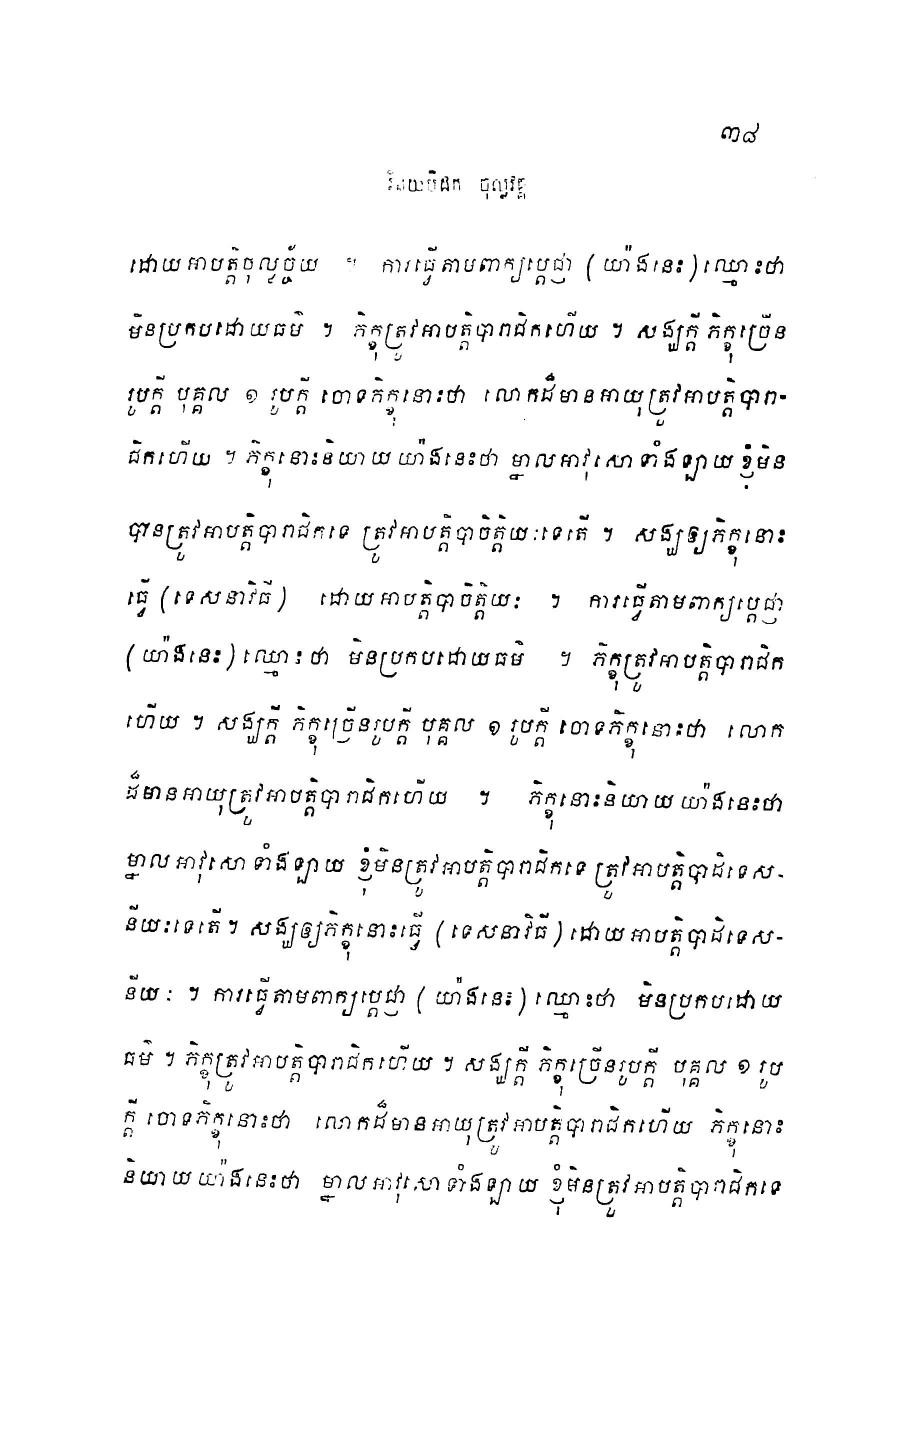 ៣៨
វិនយបិដក ចុល្លវគ្គ
ដោយអាបត្តិថុល្លច្ច័យ ។ ការធ្វើតាមពាក្យប្តេជ្ញា (យ៉ាងនេះ) ឈ្មោះថា
មិនប្រកបដោយធម៌ ។ ភិក្ខុត្រូវអាបត្តិបារាជិកហើយ ។ សង្ឃក្តី ភិក្ខុច្រើន
រូបក្តី បុគ្គល ១ រូបក្តី ចោទភិក្ខុនោះថា លោកដ៏មានអាយុត្រូវអាបត្តិបារា-
ជិកហើយ ។ ភិក្ខុនោះនិយាយយ៉ាងនេះថា ម្នាលអាវុសោទាំងឡាយ ខ្ញុំមិន
បានត្រូវអាបត្តិបារាជិកទេ ត្រូវអាបត្តិបាចិត្តិយៈទេតើ ។ សង្ឃឲ្យភិក្ខុនោះ
ធ្វើ (ទេសនាវិធី) ដោយអាបត្តិបាចិត្តិយៈ ។ ការធ្វើតាមពាក្យប្តេជ្ញា
(យ៉ាងនេះ) ឈ្មោះថា មិនប្រកបដោយធម៌ ។ ភិក្ខុត្រូវអាបត្តិបារាជិក
ហើយ ។ សង្ឃក្តី ភិក្ខុច្រើនរូបក្តី បុគ្គល ១ រូបក្តី ចោទភិក្ខុនោះថា លោក
ដ៏មានអាយុត្រូវអាបត្តិបារាជិកហើយ ។ ភិក្ខុនោះនិយាយយ៉ាងនេះថា
ម្នាលអាវុសោទាំងឡាយ ខ្ញុំមិនត្រូវអាបត្តិបារាជិកទេ ត្រូវអាបត្តិបាដិទេស-
នីយៈទេតើ ។ សង្ឃឲ្យភិក្ខុនោះធ្វើ (ទេសនាវិធី) ដោយអាបត្តិបាដិទេស-
នីយៈ ។ ការធ្វើតាមពាក្យប្តេជ្ញា (យ៉ាងនេះ) ឈ្មោះថា មិនប្រកបដោយ
ធម៌ ។ ភិក្ខុត្រូវអាបត្តិបារាជិកហើយ ។ សង្ឃក្តី ភិក្ខុច្រើនរូបក្តី បុគ្គល ១ រូប
ក្តី ចោទភិក្ខុនោះថា លោកដ៏មានអាយុត្រូវអាបត្តិបារាជិកហើយ ភិក្ខុនោះ
និយាយយ៉ាងនេះថា ម្នាលអាវុសោទាំងឡាយ ខ្ញុំមិនត្រូវអាបត្តិបារាជិកទេ